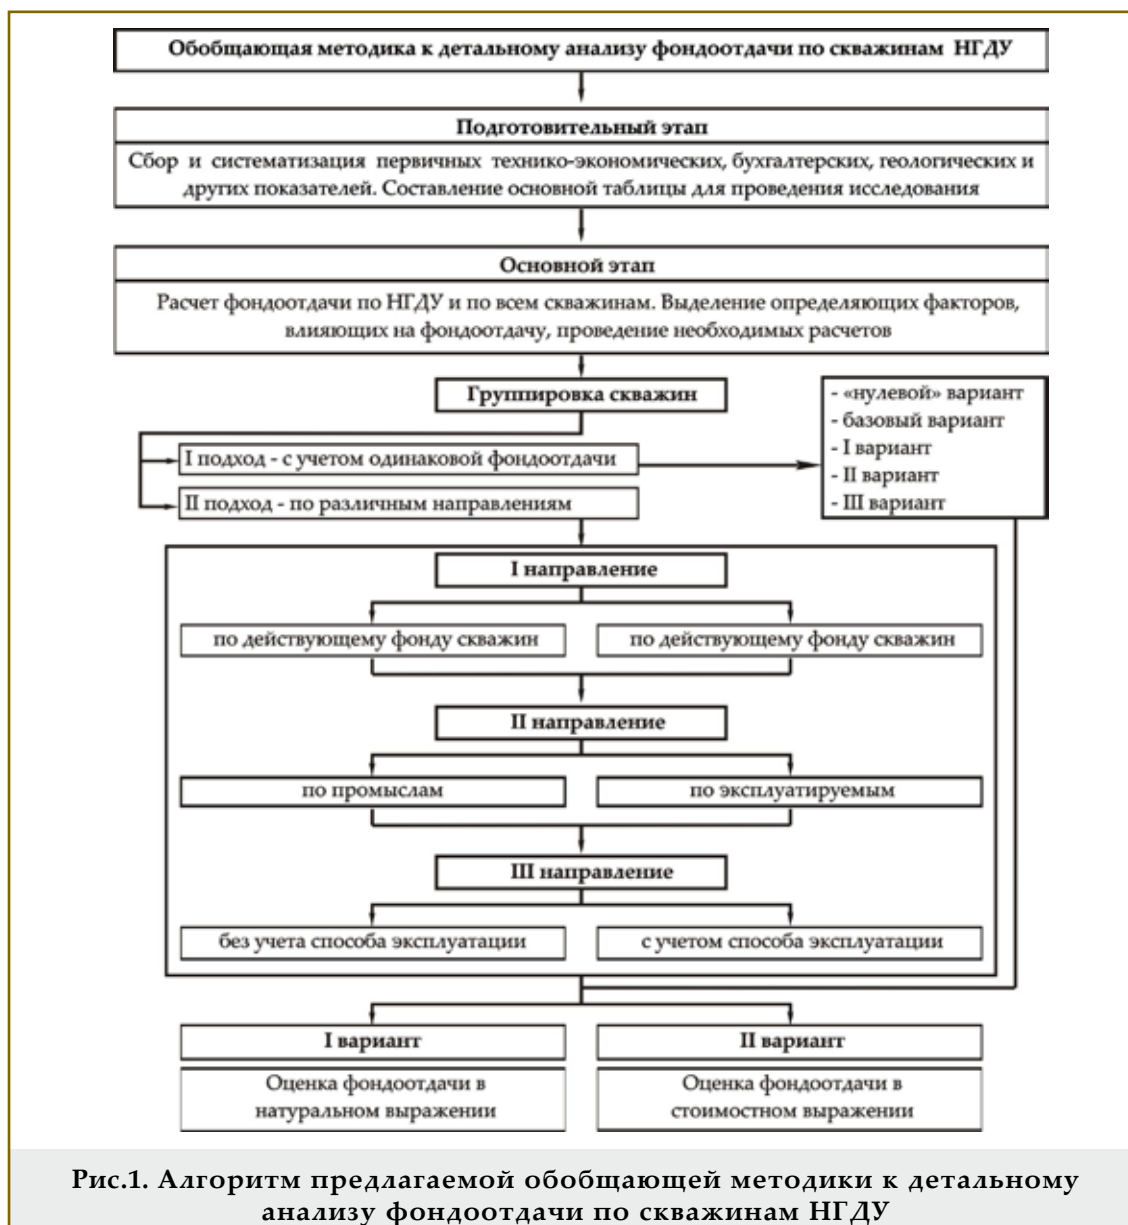 Обобщающая методика к детальному анализу фондоотдачи по скважинам НГДУ
Подготовительный этап
Сбор и систематизация первичных технико-экономических, бухгалтерских, геологических и
других показателей. Составление основной таблицы для проведения исследования
Основной этап
Расчет фондоотдачи по НГДУ и по всем скважинам. Выделение определяющих факторов,
влияющих на фондоотдачу, проведение необходимых расчетов
Группировка скважин
- «нулевой» вариант
- базовый вариант
- I вариант
- II вариант
- III вариант
I подход - с учетом одинаковой фондоотдачи
II подход - по различным направлениям
I направление
по действующему фонду скважин
по действующему фонду скважин
II направление
по промыслам
по эксплуатируемым
III направление
без учета способа эксплуатации
с учетом способа эксплуатации
I вариант
II вариант
Оценка фондоотдачи в
натуральном выражении
Оценка фондоотдачи в
стоимостном выражении
Рис.1. Алгоритм предлагаемой обобщающей методики к детальному
анализу фондоотдачи по скважинам НГДУ